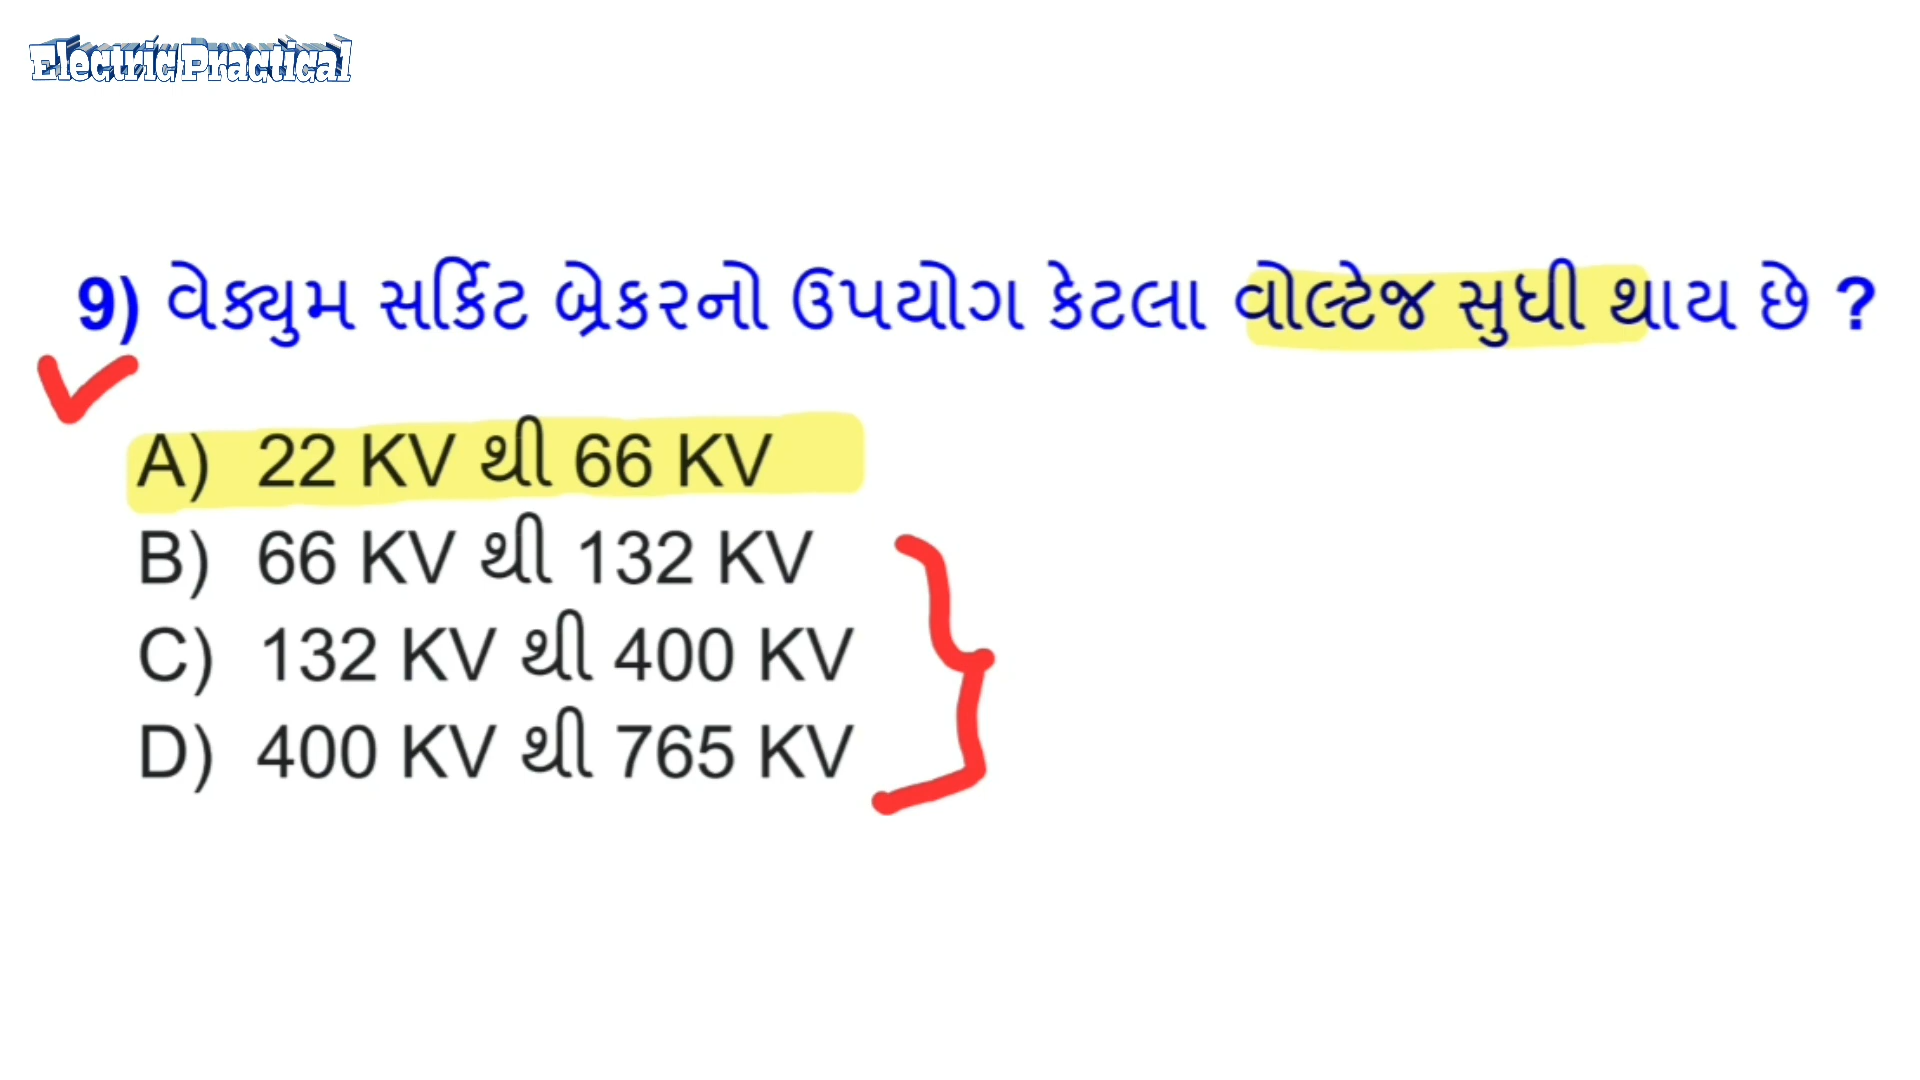 Electric Practical
9) વેક્યુમ સર્કિટ બ્રેકરનો ઉપયોગ કેટલા વોલ્ટેજ સુધી થાય છે ?
A) 22 KV થી 66 KV
B) 66 KV થી 132 KV
C) 132 KV થી 400 KV
D) 400 KV થી 765 KV